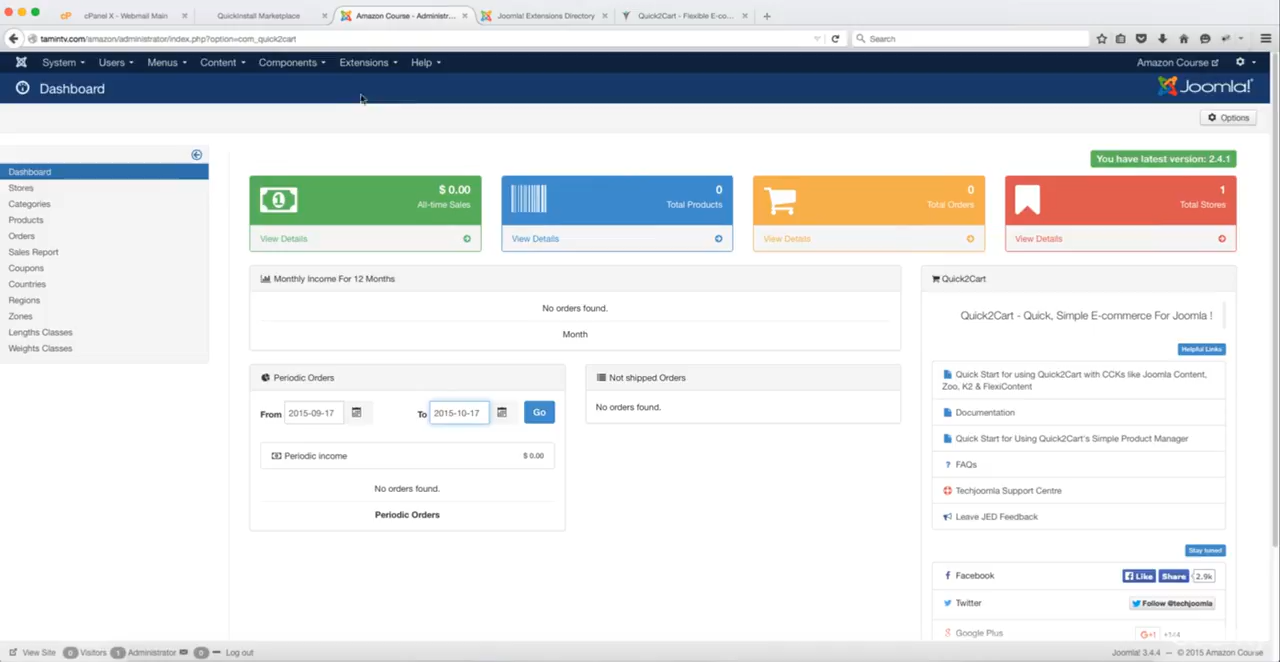 cPanel X - Webmail Main
QuickInstall Marketplace
Amazon Course - Administr...
Joomla! Extensions Directory
Quick2Cart - Flexible E-co...
tamintv.com/amazon/administrator/index.php?option=com_quick2cart
Search
System
Users
Menus
Content
Components
Extensions
Help
Amazon Course
Dashboard
Joomla!
Options
You have latest version: 2.4.1
Dashboard
Stores
Categories
Products
Orders
Sales Report
Coupons
Countries
Regions
Zones
Lengths Classes
Weights Classes
1
$ 0.00
All-time Sales
View Details
0
Total Products
View Details
0
Total Orders
View Details
1
Total Stores
View Details
Monthly Income For 12 Months
No orders found.
Month
Periodic Orders
From 2015-09-17
To 2015-10-17
Go
Periodic income
$ 0.00
No orders found.
Periodic Orders
Not shipped Orders
No orders found.
Quick2Cart
Quick2Cart - Quick, Simple E-commerce For Joomla !
Helpful Links
Quick Start for using Quick2Cart with CCKs like Joomla Content,
Zoo, K2 & FlexiContent
Documentation
Quick Start for Using Quick2Cart's Simple Product Manager
? FAQs
Techjoomla Support Centre
Leave JED Feedback
Stay tuned
Facebook
Like
Share
2.9k
Twitter
Follow @techjoomla
Google Plus
G+1
View Site
0 Visitors
1 Administrator
0
Log out
Joomla! 3.4.4 — © 2015 Amazon Course